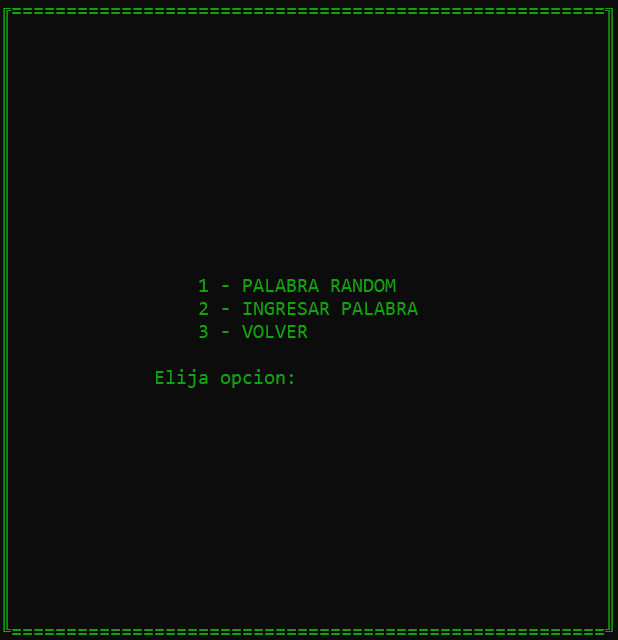 1 - PALABRA RANDOM
2 - INGRESAR PALABRA
3 - VOLVER
Elija opcion: